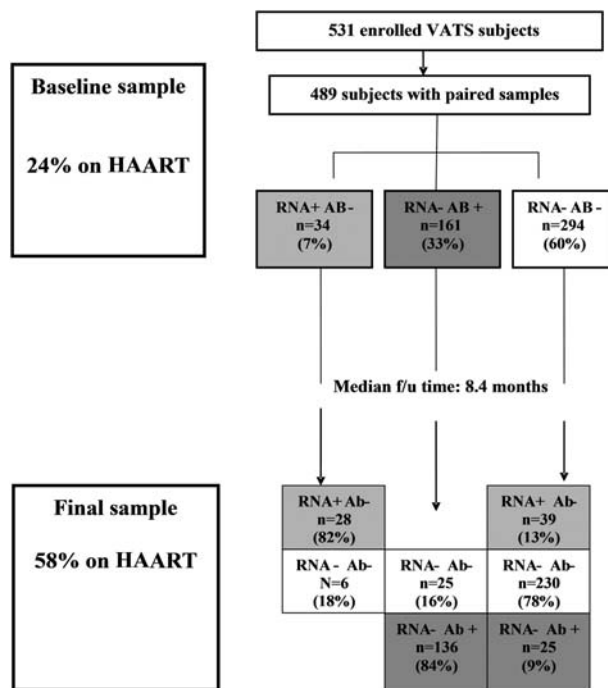 531 enrolled VATS subjects
489 subjects with paired samples
Baseline sample
24% on HAART
RNA+ AB -
n=34
(7%)
RNA- AB +
n=161
(33%)
RNA- AB -
n=294
(60%)
Median f/u time: 8.4 months
Final sample
58% on HAART
RNA+ Ab-
n=28
(82%)
RNA - Ab-
N=6
(18%)
RNA- Ab-
n=25
(16%)
RNA- Ab +
n=136
(84%)
RNA+ Ab-
n=39
(13%)
RNA- Ab-
n=230
(78%)
RNA- Ab +
n=25
(9%)